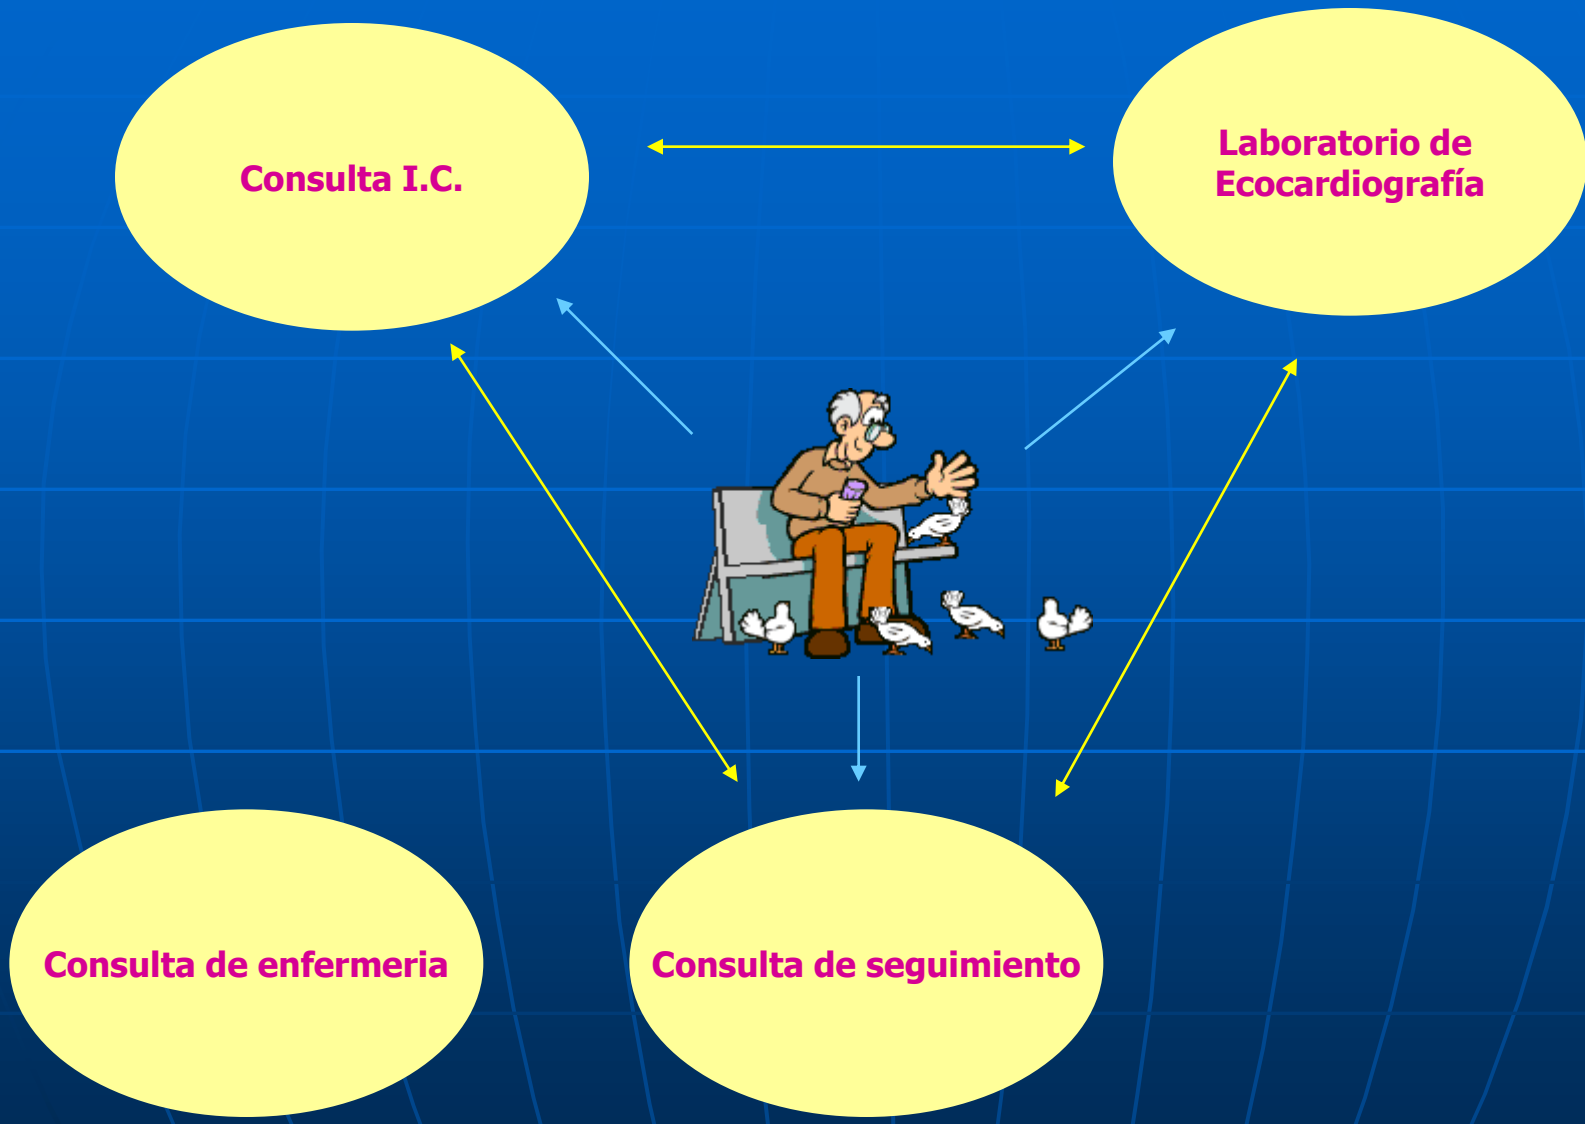 Consulta I.C.
Laboratorio de
Ecocardiografía
Consulta de enfermeria
Consulta de seguimiento